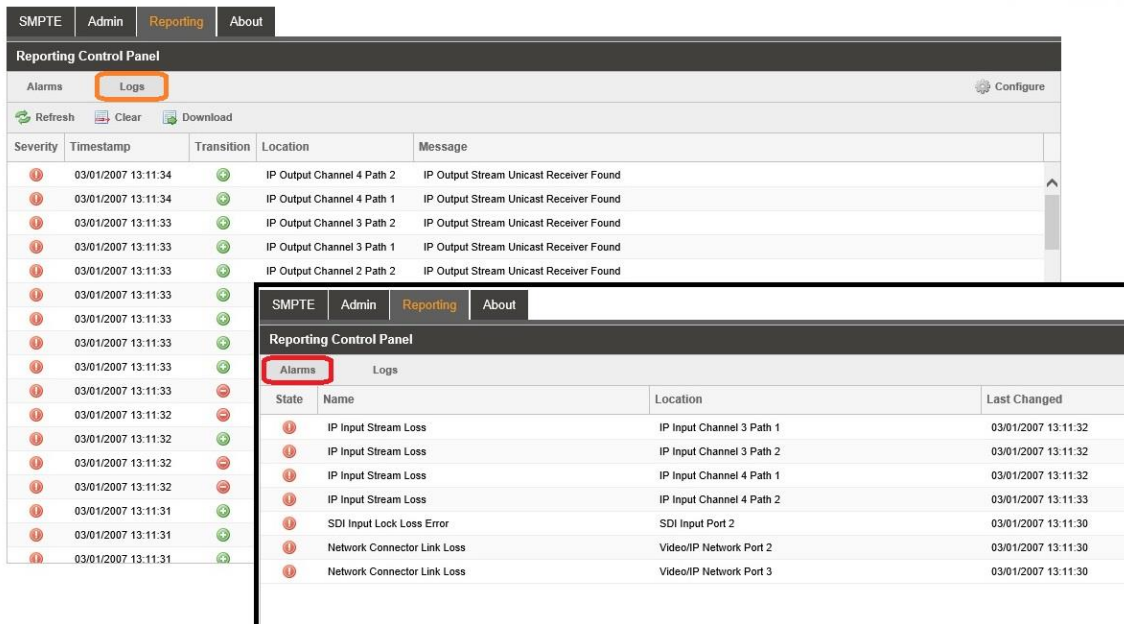 SMPTE Admin Reporting About
Reporting Control Panel
Alarms Logs Configure
Refresh Clear Download
Severity Timestamp Transition Location Message
03/01/2007 13:11:34 IP Output Channel 4 Path 2 IP Output Stream Unicast Receiver Found
03/01/2007 13:11:34 IP Output Channel 4 Path 1 IP Output Stream Unicast Receiver Found
03/01/2007 13:11:33 IP Output Channel 3 Path 2 IP Output Stream Unicast Receiver Found
03/01/2007 13:11:33 IP Output Channel 3 Path 1 IP Output Stream Unicast Receiver Found
03/01/2007 13:11:33 IP Output Channel 2 Path 2 IP Output Stream Unicast Receiver Found
03/01/2007 13:11:33
03/01/2007 13:11:33
03/01/2007 13:11:33
03/01/2007 13:11:33
03/01/2007 13:11:33
03/01/2007 13:11:32
03/01/2007 13:11:32
03/01/2007 13:11:32
03/01/2007 13:11:32
03/01/2007 13:11:31
03/01/2007 13:11:31
03/01/2007 13:11:31
SMPTE Admin Reporting About
Reporting Control Panel
Alarms Logs
State Name Location Last Changed
IP Input Stream Loss IP Input Channel 3 Path 1 03/01/2007 13:11:32
IP Input Stream Loss IP Input Channel 3 Path 2 03/01/2007 13:11:32
IP Input Stream Loss IP Input Channel 4 Path 1 03/01/2007 13:11:32
IP Input Stream Loss IP Input Channel 4 Path 2 03/01/2007 13:11:33
SDI Input Lock Loss Error SDI Input Port 2 03/01/2007 13:11:30
Network Connector Link Loss Video/IP Network Port 2 03/01/2007 13:11:30
Network Connector Link Loss Video/IP Network Port 3 03/01/2007 13:11:30